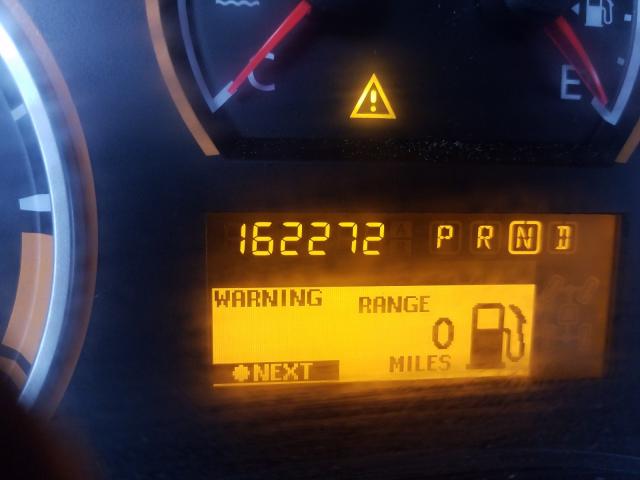 C
E
162272 P R N D
WARNING
RANGE
0
MILES
NEXT